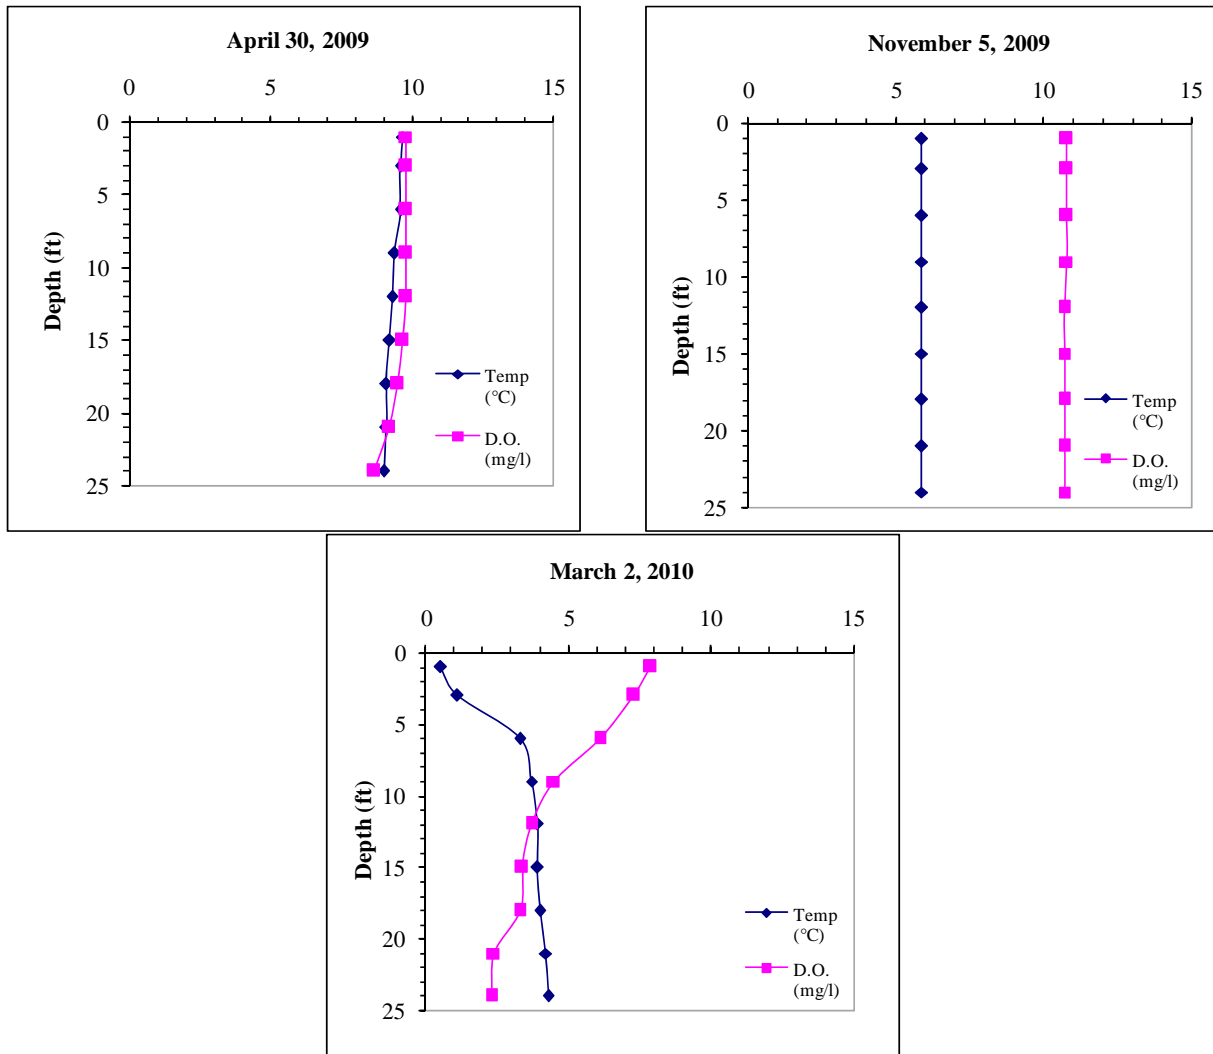 April 30, 2009
0 5 10 15
0
5
10
15
20
25
Depth (ft)
Temp
(°C)
D.O.
(mg/l)
November 5, 2009
0 5 10 15
0
5
10
15
20
25
Depth (ft)
Temp
(°C)
D.O.
(mg/l)
March 2, 2010
0 5 10 15
0
5
10
15
20
25
Depth (ft)
Temp
(°C)
D.O.
(mg/l)